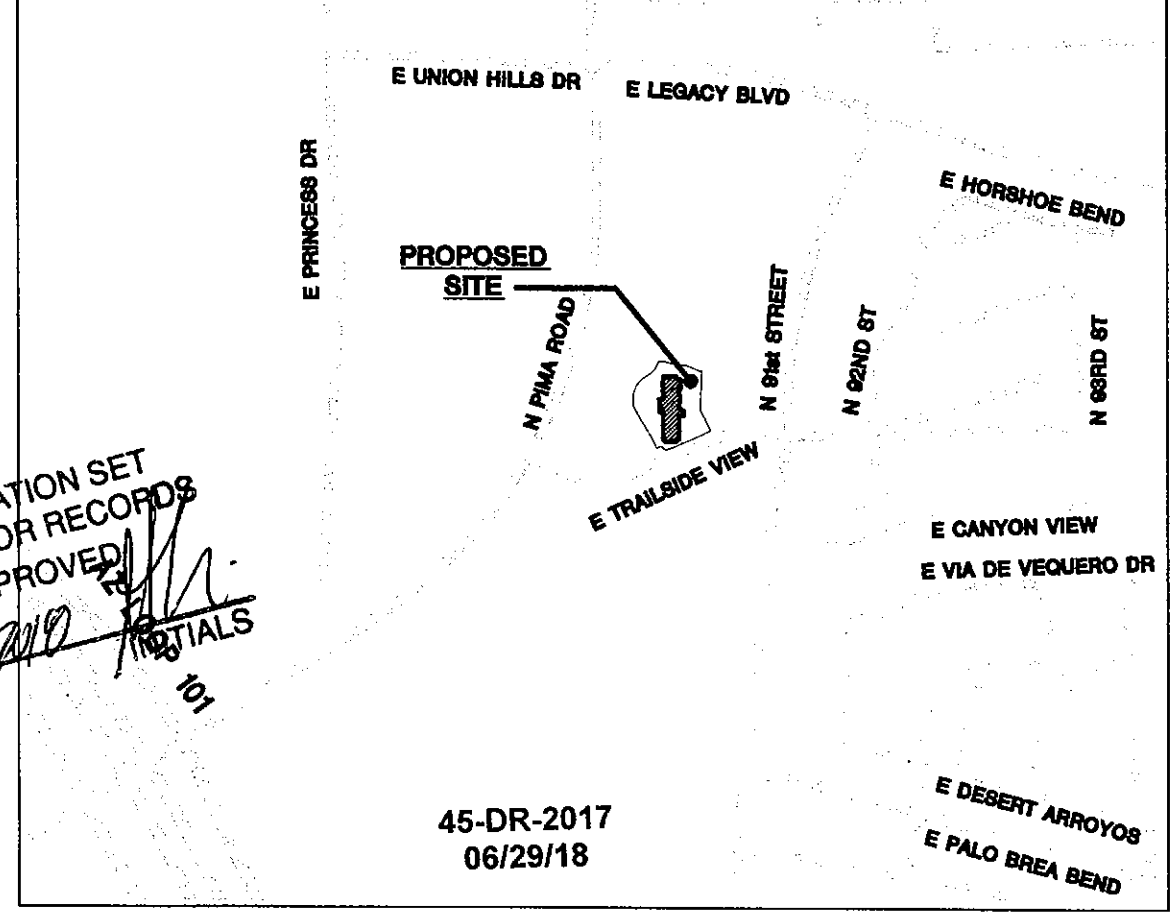 E UNION HILLS DR
E LEGACY BLVD
E PRINCESS DR
E HORSHOE BEND
PROPOSED
SITE
N PIMA ROAD
N 91st STREET
N 92ND ST
N 93RD ST
E TRAILSIDE VIEW
ATION SET
OR RECORDS
PROVED
INITIALS
101
E CANYON VIEW
E VIA DE VEQUERO DR
45-DR-2017
06/29/18
E DESERT ARROYOS
E PALO BREA BEND